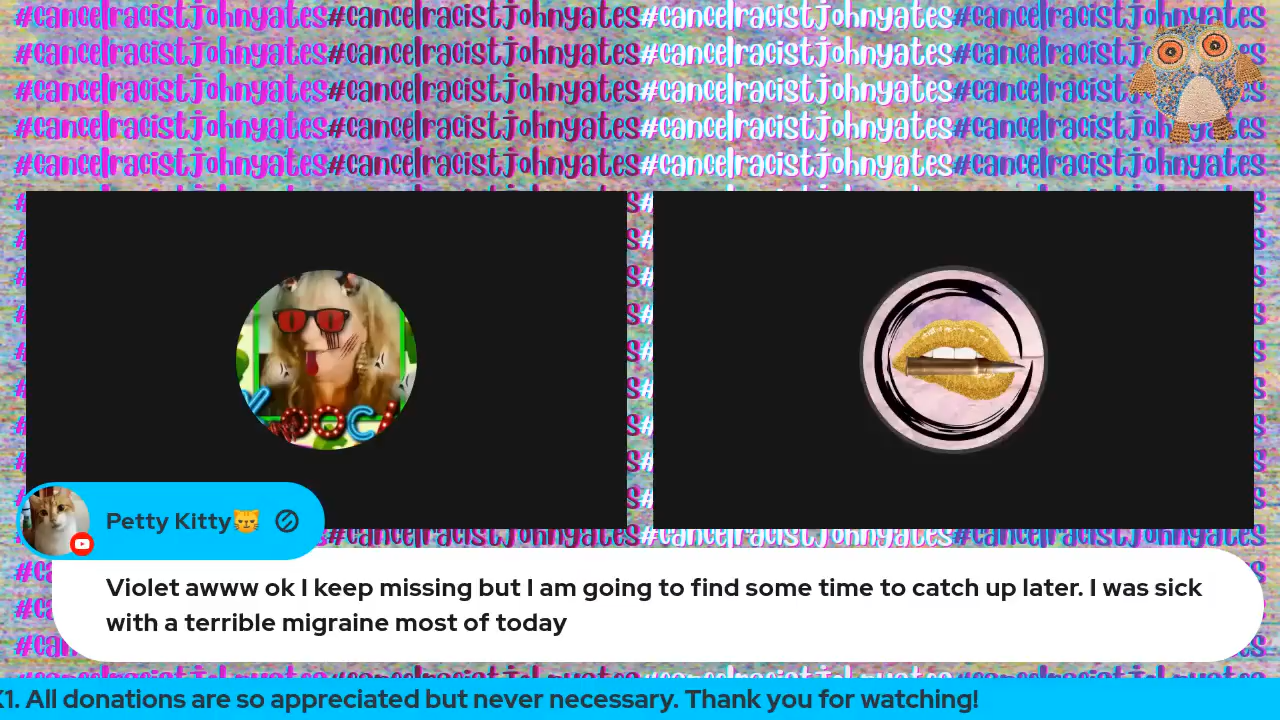 #cancelracistjohnyates#cancelracistjohnyates#cancelracistjohnyates#cancelracistjohnyates
#cancelracistjohnyates#cancelracistjohnyates#cancelracistjohnyates#cancelracistjohnyates
#cancelracistjohnyates#cancelracistjohnyates#cancelracistjohnyates#cancelracistjohnyates
#cancelracistjohnyates#cancelracistjohnyates#cancelracistjohnyates#cancelracistjohnyates
#cancelracistjohnyates#cancelracistjohnyates#cancelracistjohnyates#cancelracistjohnyates
Petty Kitty😼
Violet awww ok I keep missing but I am going to find some time to catch up later. I was sick
with a terrible migraine most of today
All donations are so appreciated but never necessary. Thank you for watching!